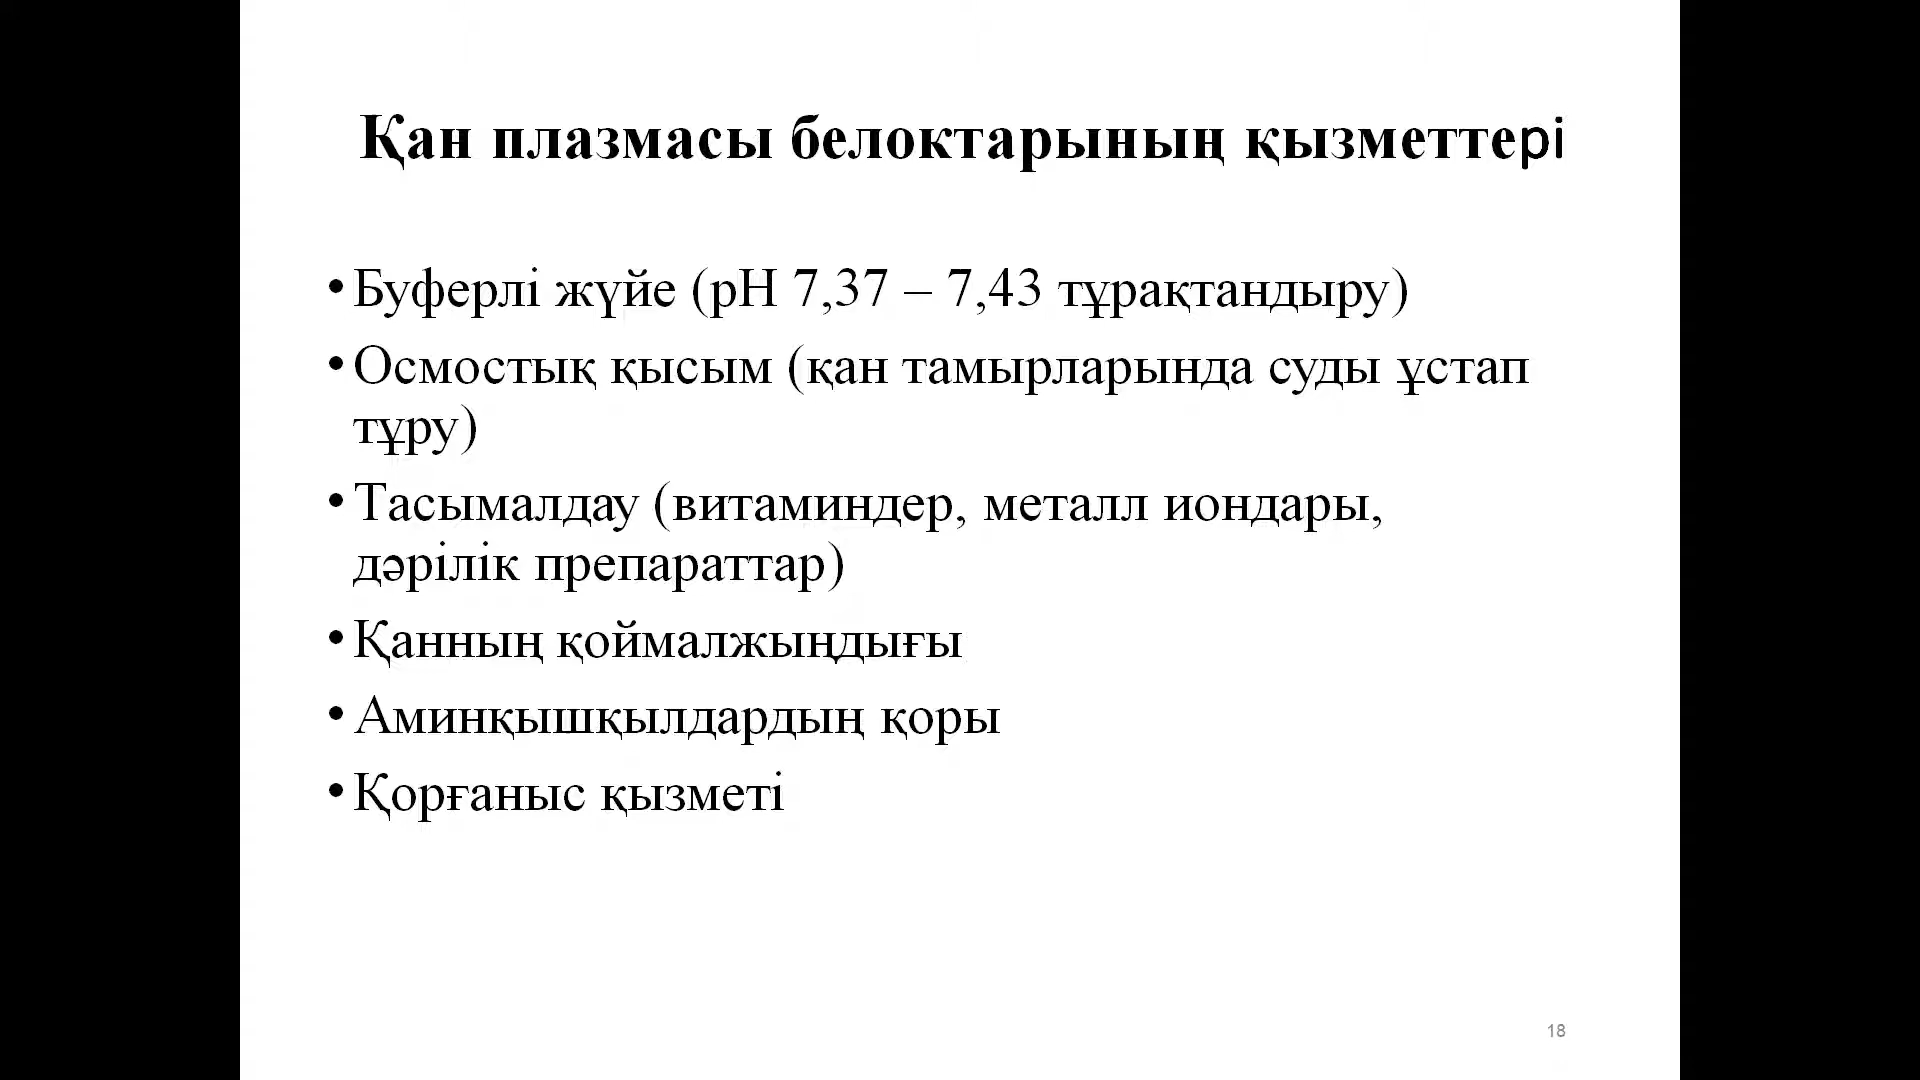 Қан плазмасы белоктарының қызметтері
•Буферлі жүйе (рН 7,37 – 7,43 тұрақтандыру)
•Осмостық қысым (қан тамырларында суды ұстап
тұру)
•Тасымалдау (витаминдер, металл иондары,
дәрілік препараттар)
•Қанның қоймалжыңдығы
•Аминқышқылдардың қоры
•Қорғаныс қызметі
18